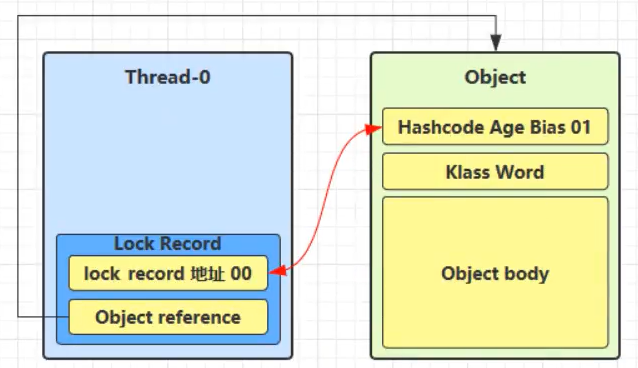 Thread-0
Lock Record
lock record 地址 00
Object reference
Object
Hashcode Age Bias 01
Klass Word
Object body